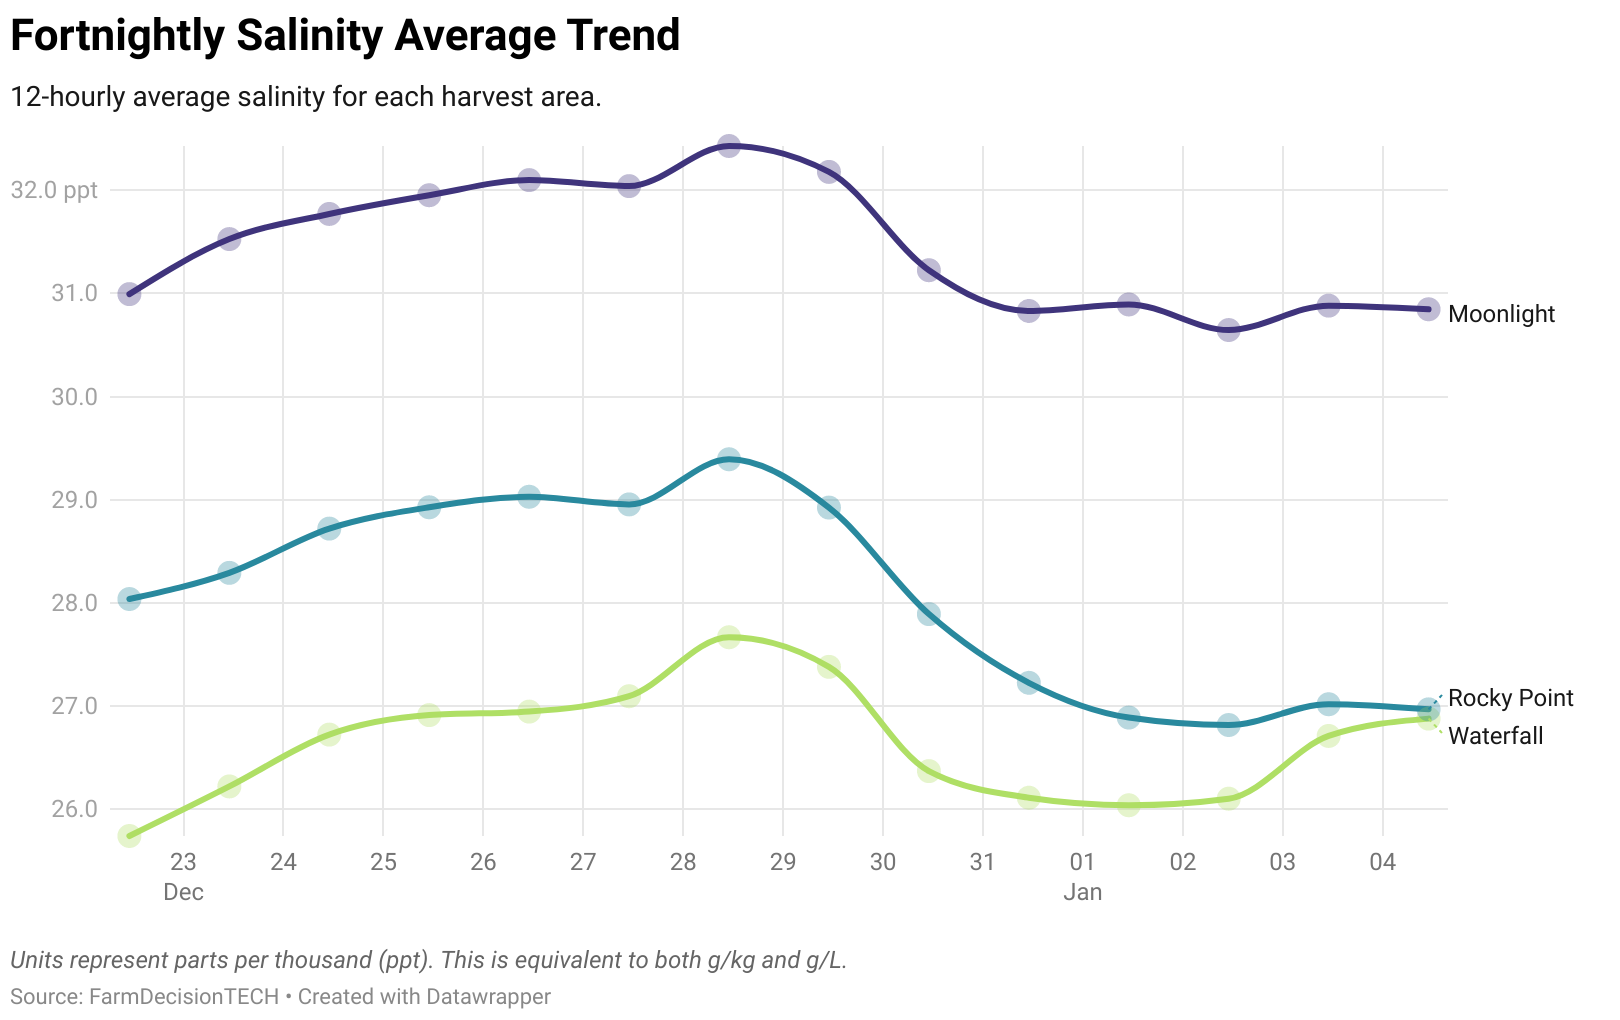 Fortnightly Salinity Average Trend
12-hourly average salinity for each harvest area.
32.0 ppt
31.0
30.0
29.0
28.0
27.0
26.0
Moonlight
Rocky Point
Waterfall
23 24 25 26 27 28 29 30 31 01 02 03 04
Dec Jan
Units represent parts per thousand (ppt). This is equivalent to both g/kg and g/L.
Source: FarmDecisionTECH • Created with Datawrapper